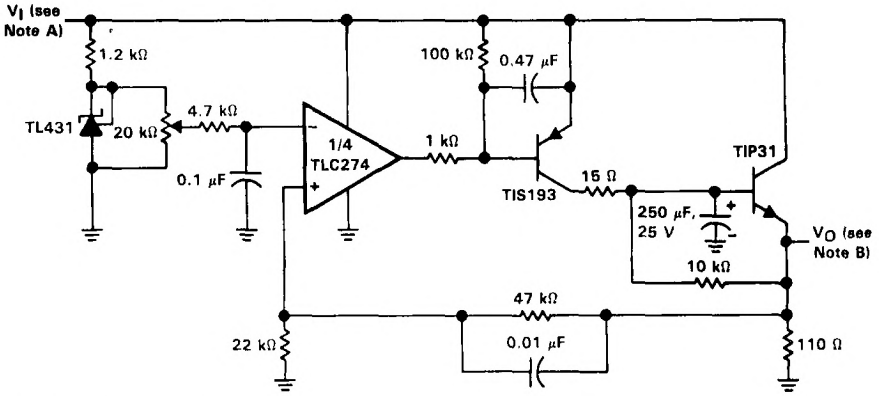 VI (see
Note A)
1.2 kΩ
TL431
20 kΩ
4.7 kΩ
0.1 μF
−
1/4
TLC274
+
1 kΩ
100 kΩ
0.47 μF
TIS193
15 Ω
TIP31
+
250 μF,
25 V
−
VO (see
Note B)
10 kΩ
47 kΩ
0.01 μF
22 kΩ
110 Ω